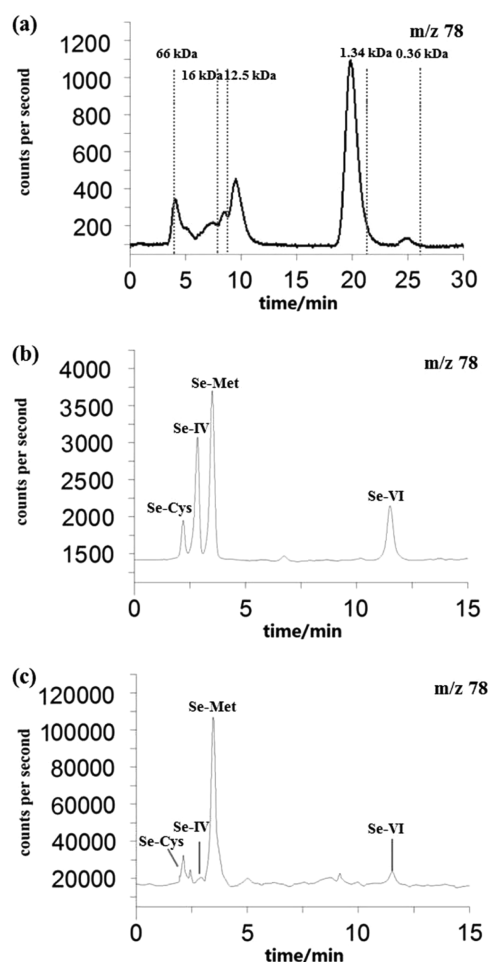 (a)
m/z 78
1200
66 kDa
1.34 kDa 0.36 kDa
1000
16 kDa 12.5 kDa
800
600
400
200
counts per second
0 5 10 15 20 25 30
time/min
(b)
m/z 78
4000
Se-Met
3500
Se-IV
3000
2500
Se-VI
Se-Cys
2000
1500
counts per second
0 5 10 15
time/min
(c)
m/z 78
120000
Se-Met
100000
80000
60000
Se-IV
Se-VI
Se-Cys
40000
20000
counts per second
0 5 10 15
time/min